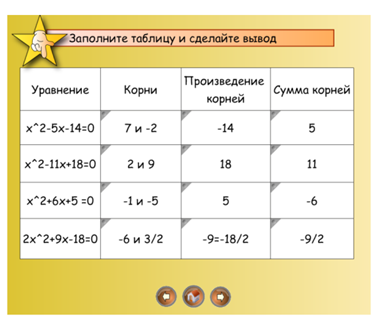 Заполните таблицу и сделайте вывод
Уравнение Корни Произведение корней Сумма корней
x^2-5x-14=0 7 и -2 -14 5
x^2-11x+18=0 2 и 9 18 11
x^2+6x+5 =0 -1 и -5 5 -6
2x^2+9x-18=0 -6 и 3/2 -9=-18/2 -9/2